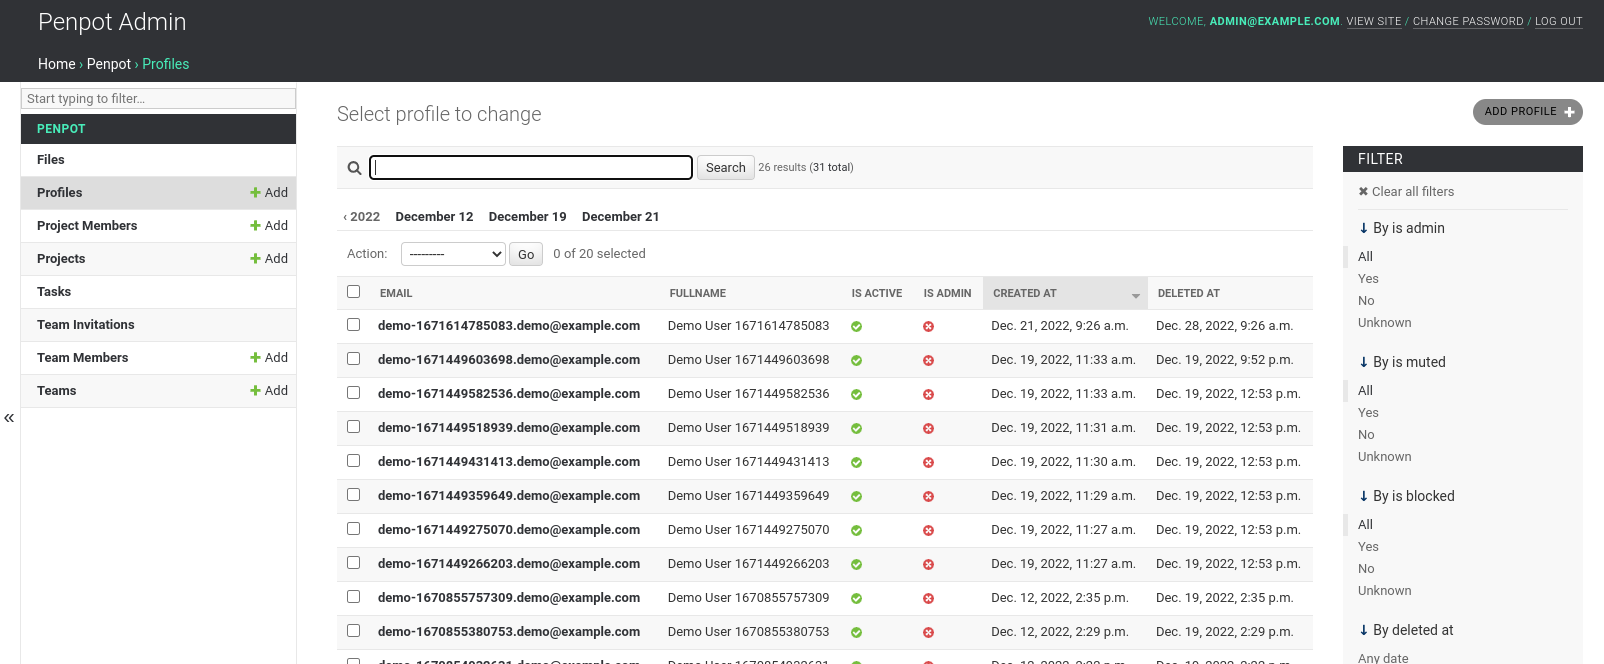 Penpot Admin
WELCOME, ADMIN@EXAMPLE.COM. VIEW SITE / CHANGE PASSWORD / LOG OUT
Home › Penpot › Profiles
Start typing to filter...
PENPOT
Files
Profiles + Add
Project Members + Add
Projects + Add
Tasks
Team Invitations
Team Members + Add
Teams + Add
«
Select profile to change
ADD PROFILE +
Search 26 results (31 total)
‹ 2022 December 12 December 19 December 21
Action: --------- Go 0 of 20 selected
EMAIL FULLNAME IS ACTIVE IS ADMIN CREATED AT DELETED AT
demo-1671614785083.demo@example.com Demo User 1671614785083 Dec. 21, 2022, 9:26 a.m. Dec. 28, 2022, 9:26 a.m.
demo-1671449603698.demo@example.com Demo User 1671449603698 Dec. 19, 2022, 11:33 a.m. Dec. 19, 2022, 9:52 p.m.
demo-1671449582536.demo@example.com Demo User 1671449582536 Dec. 19, 2022, 11:33 a.m. Dec. 19, 2022, 12:53 p.m.
demo-1671449518939.demo@example.com Demo User 1671449518939 Dec. 19, 2022, 11:31 a.m. Dec. 19, 2022, 12:53 p.m.
demo-1671449431413.demo@example.com Demo User 1671449431413 Dec. 19, 2022, 11:30 a.m. Dec. 19, 2022, 12:53 p.m.
demo-1671449359649.demo@example.com Demo User 1671449359649 Dec. 19, 2022, 11:29 a.m. Dec. 19, 2022, 12:53 p.m.
demo-1671449275070.demo@example.com Demo User 1671449275070 Dec. 19, 2022, 11:27 a.m. Dec. 19, 2022, 12:53 p.m.
demo-1671449266203.demo@example.com Demo User 1671449266203 Dec. 19, 2022, 11:27 a.m. Dec. 19, 2022, 12:53 p.m.
demo-1670855757309.demo@example.com Demo User 1670855757309 Dec. 12, 2022, 2:35 p.m. Dec. 19, 2022, 2:35 p.m.
demo-1670855380753.demo@example.com Demo User 1670855380753 Dec. 12, 2022, 2:29 p.m. Dec. 19, 2022, 2:29 p.m.
FILTER
✖ Clear all filters
↓ By is admin
All
Yes
No
Unknown
↓ By is muted
All
Yes
No
Unknown
↓ By is blocked
All
Yes
No
Unknown
↓ By deleted at
Any date